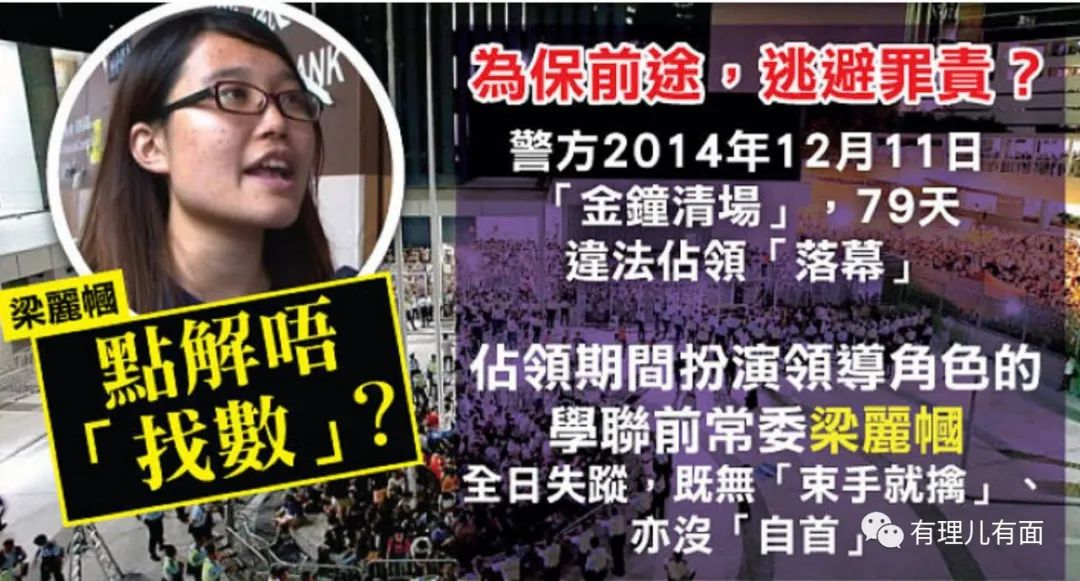 ANK
為保前途，逃避罪責？
警方2014年12月11日
「金鐘清場」，79天
違法佔領「落幕」
梁麗幗
點解唔
「找數」？
佔領期間扮演領導角色的
學聯前常委梁麗幗
全日失蹤，既無「束手就擒」、
亦沒「自首」
有理儿有面